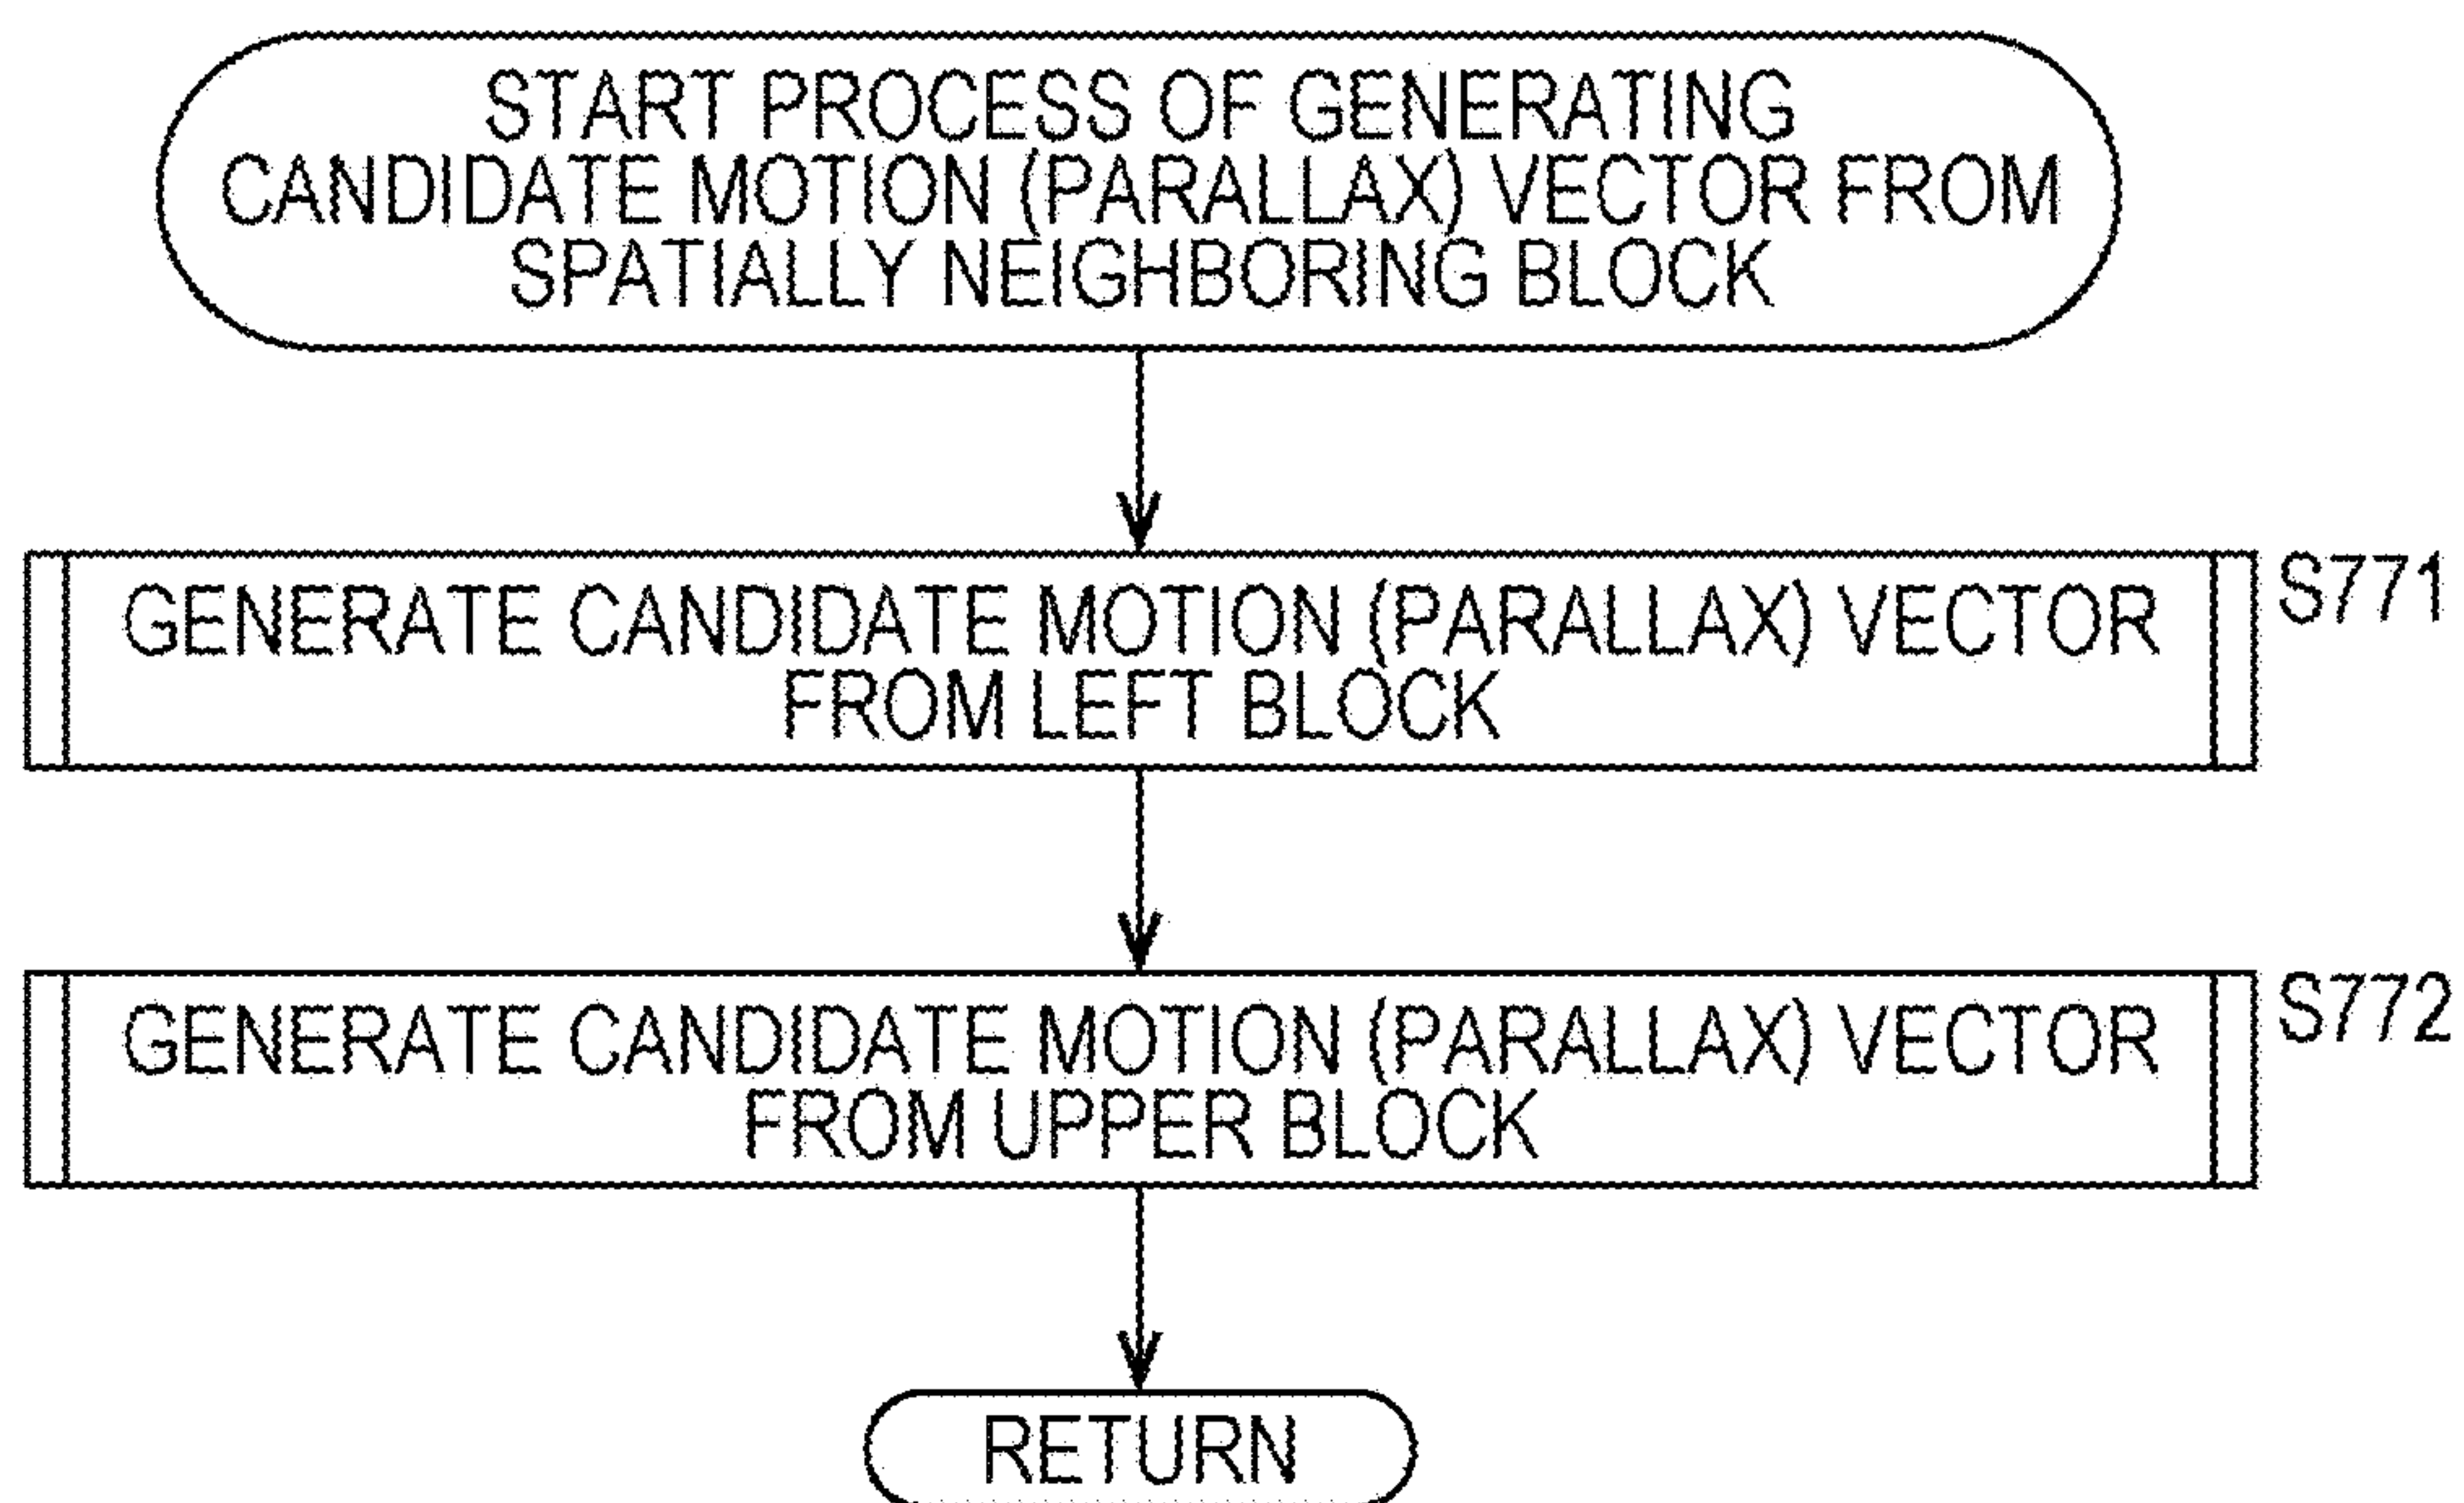 START PROCESS OF GENERATING
CANDIDATE MOTION (PARALLAX) VECTOR FROM
SPATIALLY NEIGHBORING BLOCK
GENERATE CANDIDATE MOTION (PARALLAX) VECTOR
FROM LEFT BLOCK
S771
GENERATE CANDIDATE MOTION (PARALLAX) VECTOR
FROM UPPER BLOCK
S772
RETURN